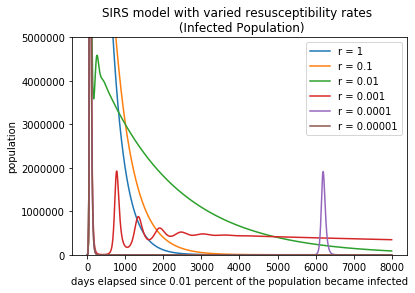 SIRS model with varied resusceptibility rates
(Infected Population)
5000000
4000000
3000000
2000000
1000000
0
population
r = 1
r = 0.1
r = 0.01
r = 0.001
r = 0.0001
r = 0.00001
0 1000 2000 3000 4000 5000 6000 7000 8000
days elapsed since 0.01 percent of the population became infected